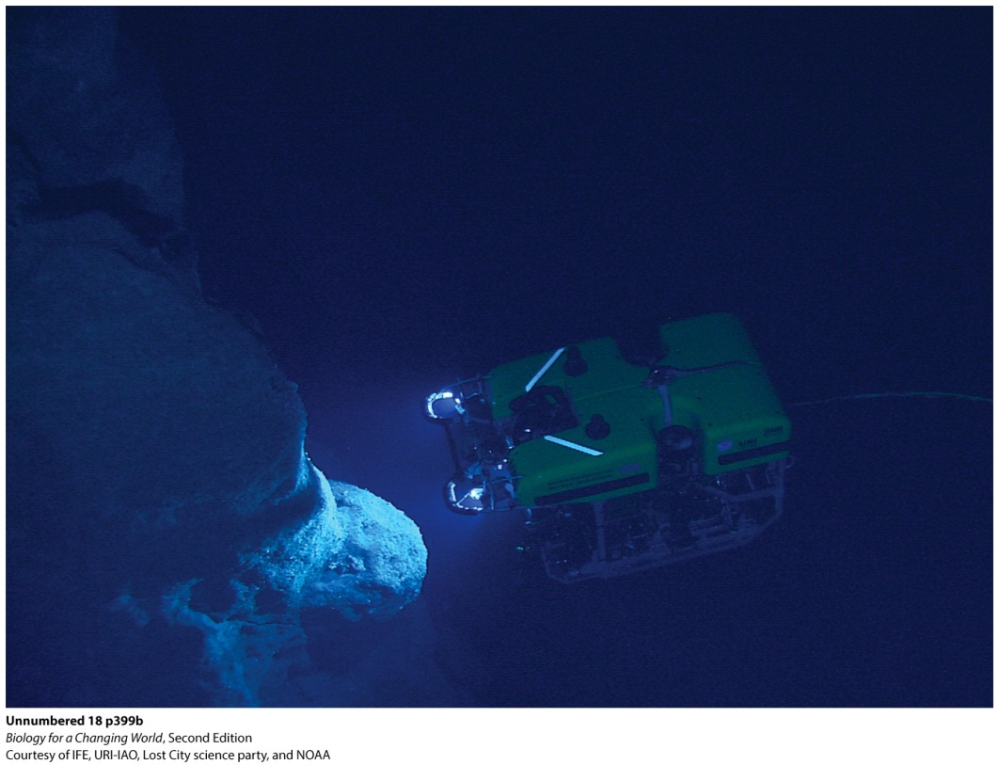 Unnumbered 18 p399b
Biology for a Changing World, Second Edition
Courtesy of IFE, URI-IAO, Lost City science party, and NOAA